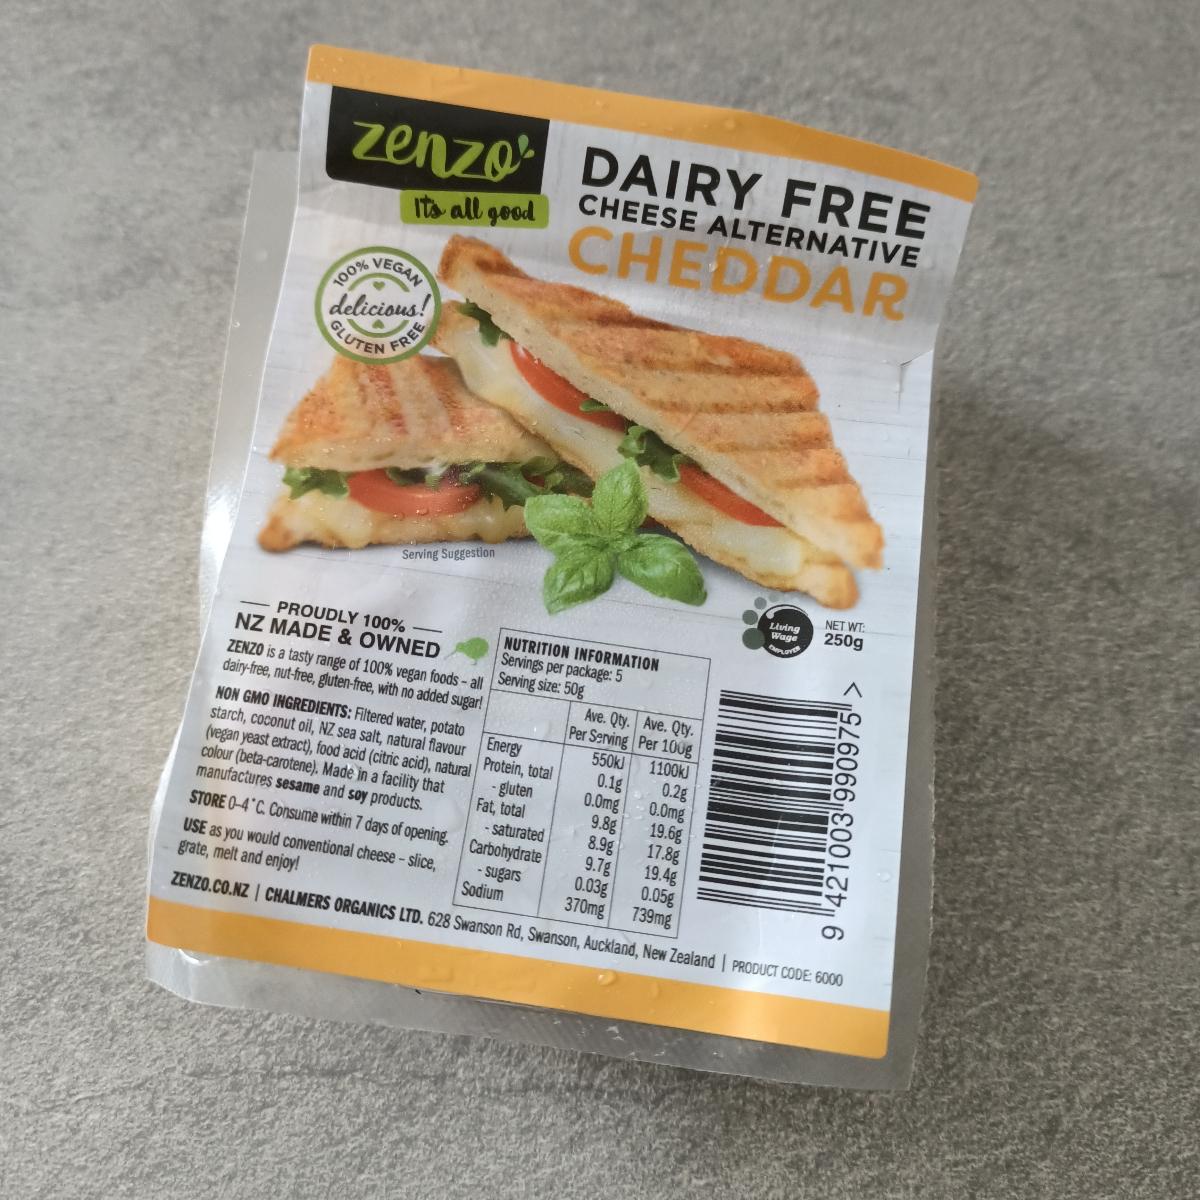 zenzo
It's all good
DAIRY FREE
CHEESE ALTERNATIVE
CHEDDAR
100% VEGAN
delicious!
GLUTEN FREE
Serving Suggestion
PROUDLY 100%
NZ MADE & OWNED
ZENZO is a tasty range of 100% vegan foods – all
dairy-free, nut-free, gluten-free, with no added sugar!
NON GMO INGREDIENTS: Filtered water, potato
starch, coconut oil, NZ sea salt, natural flavour
(vegan yeast extract), food acid (citric acid), natural
colour (beta-carotene). Made in a facility that
manufactures sesame and soy products.
STORE 0–4°C. Consume within 7 days of opening.
USE as you would conventional cheese – slice,
grate, melt and enjoy!
NUTRITION INFORMATION
Servings per package: 5
Serving size: 50g
Ave. Qty. Per Serving Ave. Qty. Per 100g
Energy 550kJ 1100kJ
Protein, total 0.1g 0.2g
- gluten 0.0mg 0.0mg
Fat, total 9.8g 19.6g
- saturated 8.9g 17.8g
Carbohydrate 9.7g 19.4g
- sugars 0.03g 0.05g
Sodium 370mg 739mg
Living
Wage
EMPLOYER
NET WT:
250g
9 421003 990975 >
ZENZO.CO.NZ | CHALMERS ORGANICS LTD. 628 Swanson Rd, Swanson, Auckland, New Zealand | PRODUCT CODE: 6000